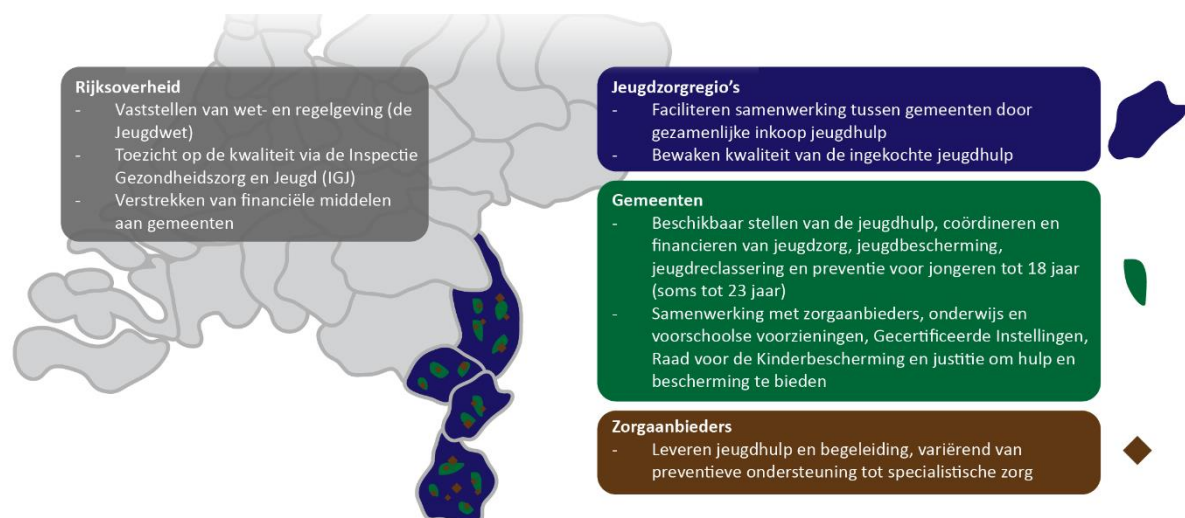 Rijksoverheid
- Vaststellen van wet- en regelgeving (de
Jeugdwet)
- Toezicht op de kwaliteit via de Inspectie
Gezondheidszorg en Jeugd (IGJ)
- Verstrekken van financiële middelen
aan gemeenten
Jeugdzorgregio's
- Faciliteren samenwerking tussen gemeenten door
gezamenlijke inkoop jeugdhulp
- Bewaken kwaliteit van de ingekochte jeugdhulp
Gemeenten
- Beschikbaar stellen van de jeugdhulp, coördineren en
financieren van jeugdzorg, jeugdbescherming,
jeugdreclassering en preventie voor jongeren tot 18 jaar
(soms tot 23 jaar)
- Samenwerking met zorgaanbieders, onderwijs en
voorschoolse voorzieningen, Gecertificeerde Instellingen,
Raad voor de Kinderbescherming en justitie om hulp en
bescherming te bieden
Zorgaanbieders
- Leveren jeugdhulp en begeleiding, variërend van
preventieve ondersteuning tot specialistische zorg